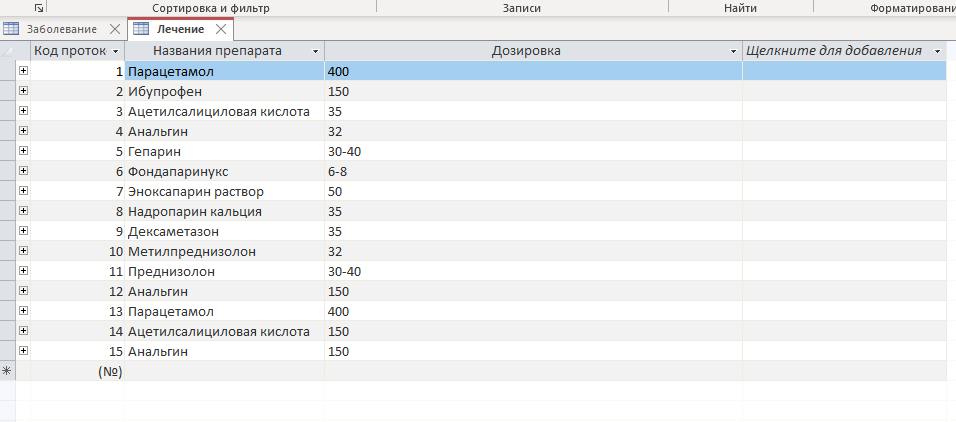 Сортировка и фильтр Записи Найти Форматировани
Заболевание Лечение
Код проток Названия препарата Дозировка Щелкните для добавления
1 Парацетамол 400
2 Ибупрофен 150
3 Ацетилсалициловая кислота 35
4 Анальгин 32
5 Гепарин 30-40
6 Фондапаринукс 6-8
7 Эноксапарин раствор 50
8 Надропарин кальция 35
9 Дексаметазон 35
10 Метилпреднизолон 32
11 Преднизолон 30-40
12 Анальгин 150
13 Парацетамол 400
14 Ацетилсалициловая кислота 150
15 Анальгин 150
(№)